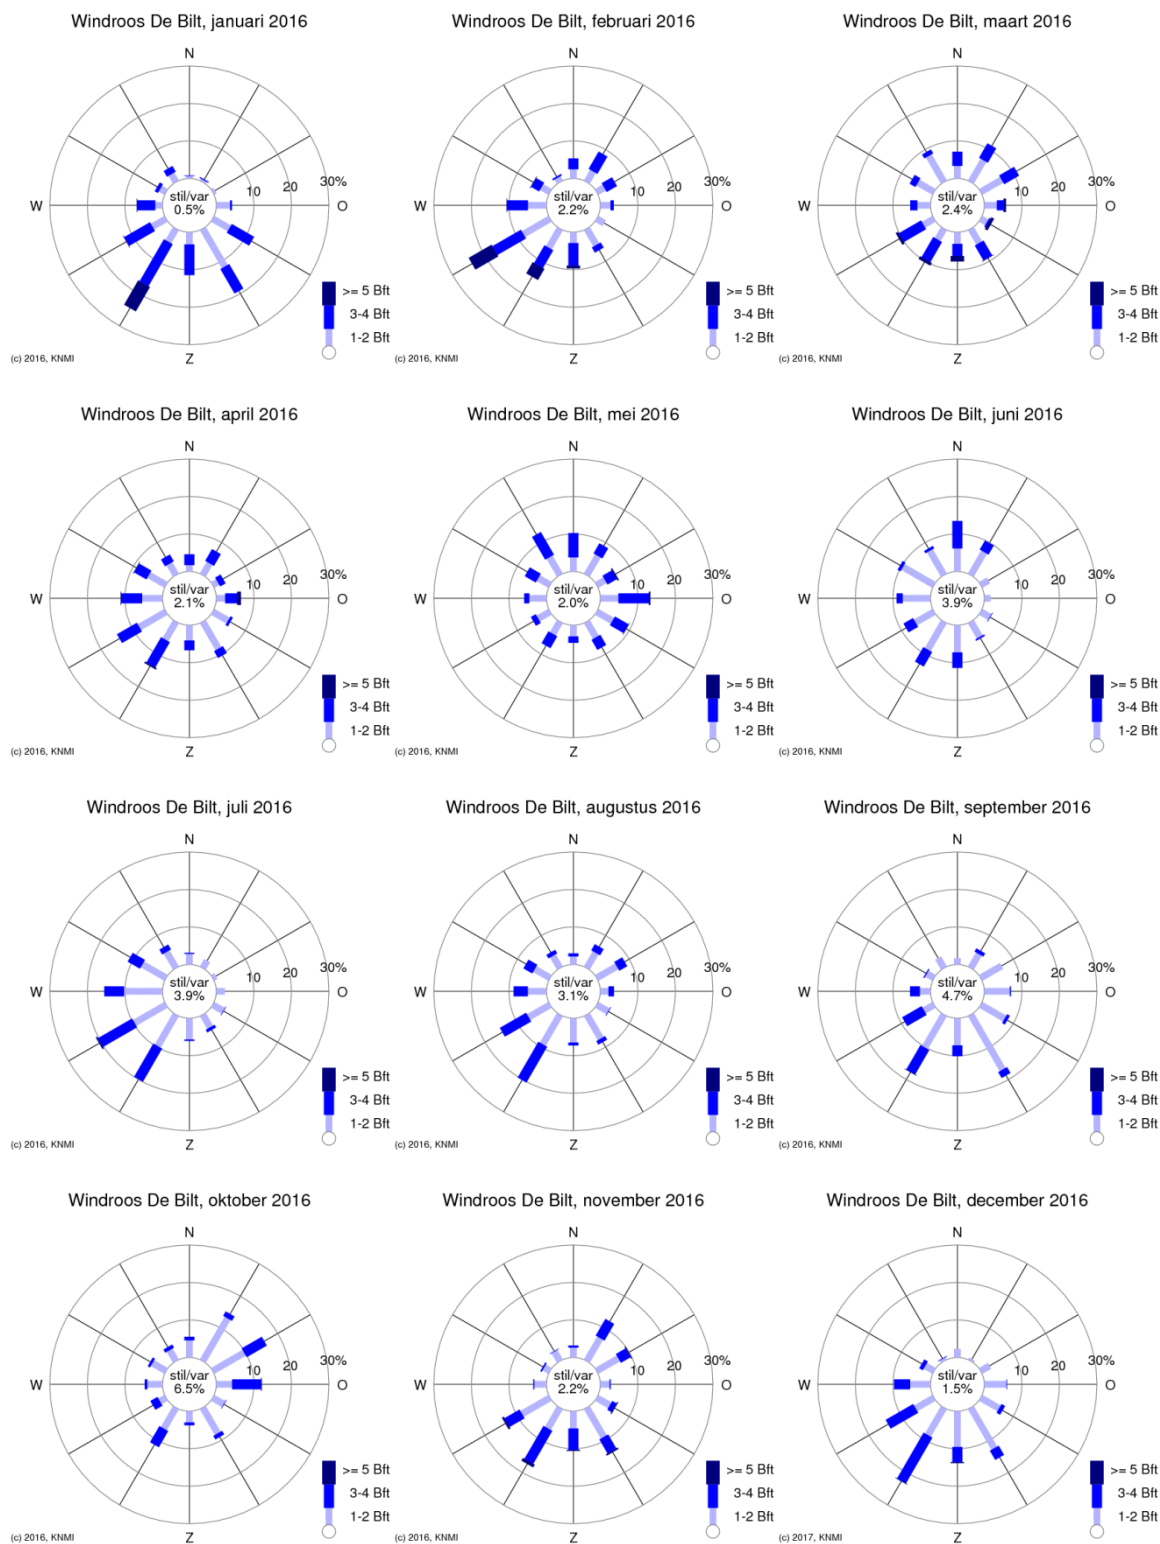 Windroos De Bilt, januari 2016
N
30%
20
10
stil/var
0.5%
W
O
>= 5 Bft
3-4 Bft
1-2 Bft
Z
(c) 2016, KNMI
Windroos De Bilt, februari 2016
N
30%
20
10
stil/var
2.2%
W
O
>= 5 Bft
3-4 Bft
1-2 Bft
Z
(c) 2016, KNMI
Windroos De Bilt, maart 2016
N
30%
20
10
stil/var
2.4%
W
O
>= 5 Bft
3-4 Bft
1-2 Bft
Z
(c) 2016, KNMI
Windroos De Bilt, april 2016
N
30%
20
10
stil/var
2.1%
W
O
>= 5 Bft
3-4 Bft
1-2 Bft
Z
(c) 2016, KNMI
Windroos De Bilt, mei 2016
N
30%
20
10
stil/var
2.0%
W
O
>= 5 Bft
3-4 Bft
1-2 Bft
Z
(c) 2016, KNMI
Windroos De Bilt, juni 2016
N
30%
20
10
stil/var
3.9%
W
O
>= 5 Bft
3-4 Bft
1-2 Bft
Z
(c) 2016, KNMI
Windroos De Bilt, juli 2016
N
30%
20
10
stil/var
3.9%
W
O
>= 5 Bft
3-4 Bft
1-2 Bft
Z
(c) 2016, KNMI
Windroos De Bilt, augustus 2016
N
30%
20
10
stil/var
3.1%
W
O
>= 5 Bft
3-4 Bft
1-2 Bft
Z
(c) 2016, KNMI
Windroos De Bilt, september 2016
N
30%
20
10
stil/var
4.7%
W
O
>= 5 Bft
3-4 Bft
1-2 Bft
Z
(c) 2016, KNMI
Windroos De Bilt, oktober 2016
N
30%
20
10
stil/var
6.5%
W
O
>= 5 Bft
3-4 Bft
1-2 Bft
Z
(c) 2016, KNMI
Windroos De Bilt, november 2016
N
30%
20
10
stil/var
2.2%
W
O
>= 5 Bft
3-4 Bft
1-2 Bft
Z
(c) 2016, KNMI
Windroos De Bilt, december 2016
N
30%
20
10
stil/var
1.5%
W
O
>= 5 Bft
3-4 Bft
1-2 Bft
Z
(c) 2017, KNMI